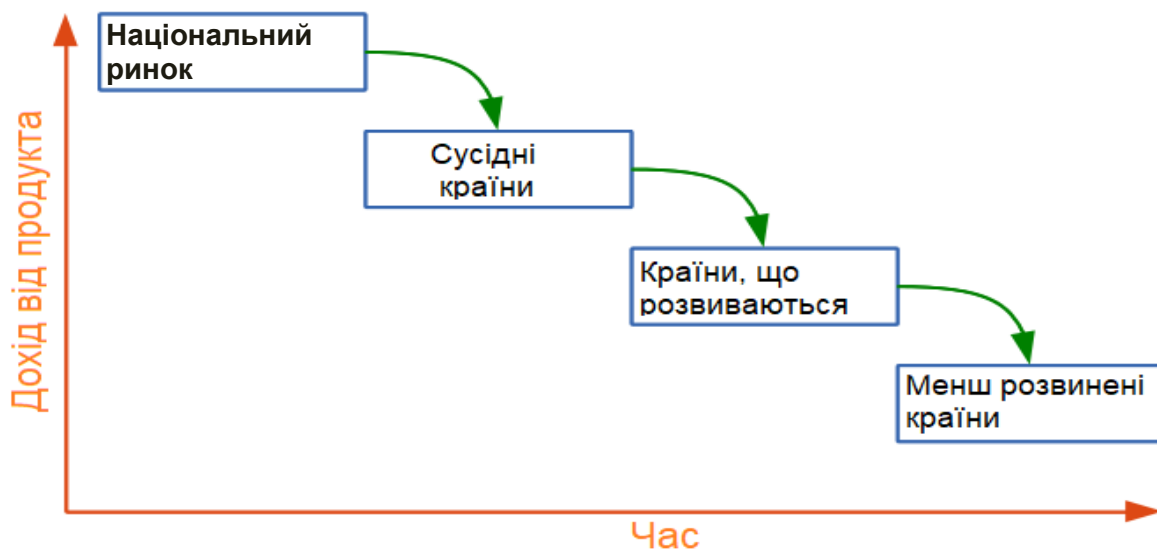 Національний
ринок
Сусідні
країни
Країни, що
розвиваються
Менш розвинені
країни
Дохід від продукта
Час